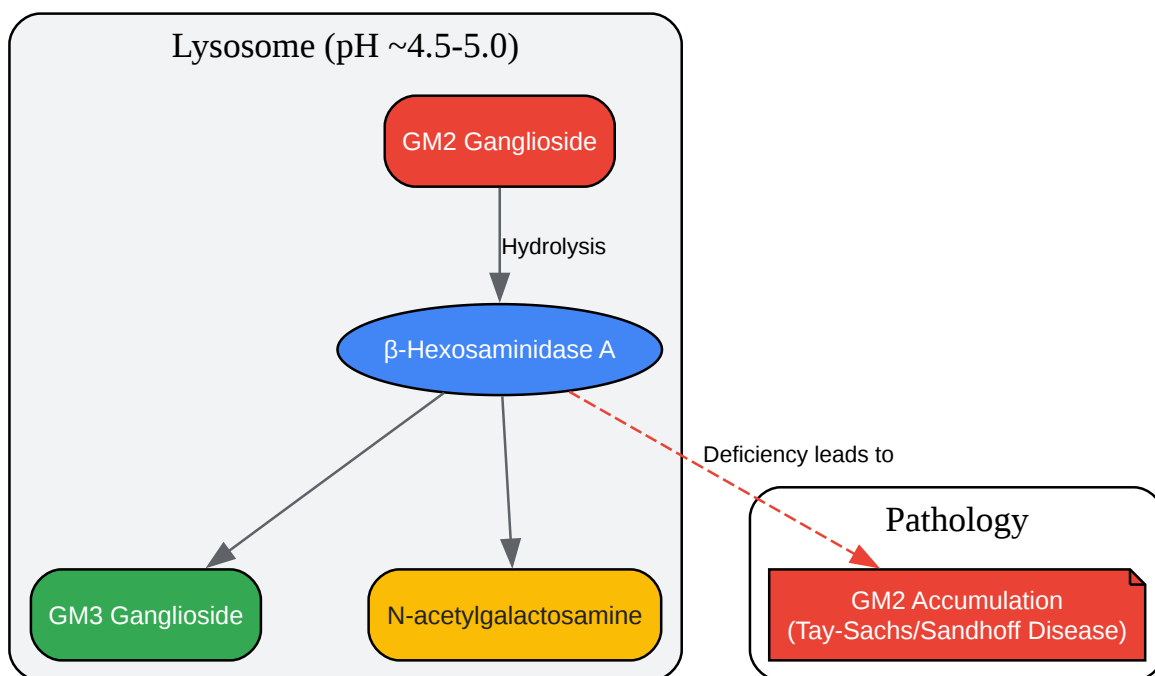 Lysosome (pH ~4.5-5.0)
GM2 Ganglioside
Hydrolysis
β-Hexosaminidase A
Deficiency leads to
Pathology
GM3 Ganglioside
N-acetylgalactosamine
GM2 Accumulation
(Tay-Sachs/Sandhoff Disease)